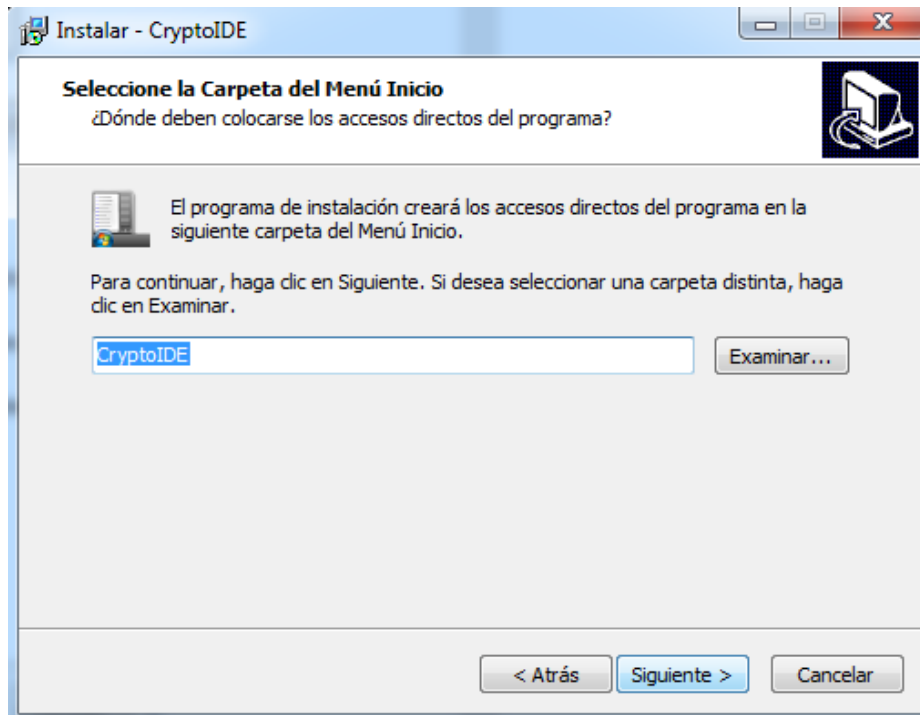 Instalar - CryptoIDE
Seleccione la Carpeta del Menú Inicio
¿Dónde deben colocarse los accesos directos del programa?
El programa de instalación creará los accesos directos del programa en la
siguiente carpeta del Menú Inicio.
Para continuar, haga clic en Siguiente. Si desea seleccionar una carpeta distinta, haga
clic en Examinar.
CryptoIDE
Examinar...
< Atrás
Siguiente >
Cancelar